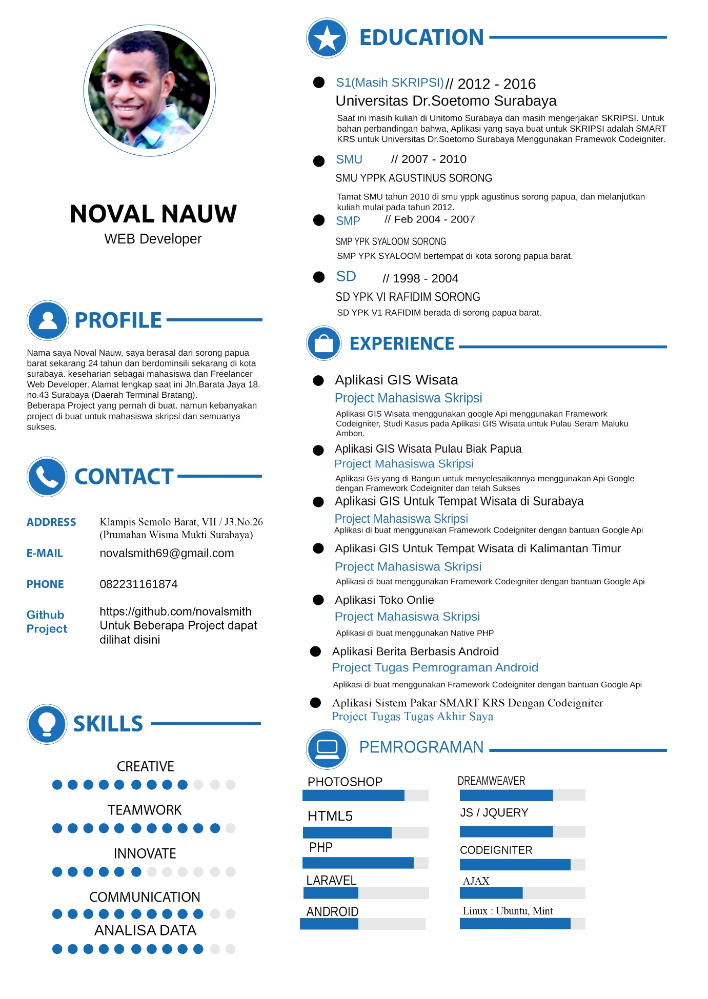 NOVAL NAUW
WEB Developer
PROFILE
Nama saya Noval Nauw, saya berasal dari sorong papua
barat sekarang 24 tahun dan berdominsili sekarang di kota
surabaya. keseharian sebagai mahasiswa dan Freelancer
Web Developer. Alamat lengkap saat ini Jln.Barata Jaya 18.
no.43 Surabaya (Daerah Terminal Bratang).
Beberapa Project yang pernah di buat. namun kebanyakan
project di buat untuk mahasiswa skripsi dan semuanya
sukses.
CONTACT
ADDRESS Klampis Semolo Barat, VII / J3.No.26
(Prumahan Wisma Mukti Surabaya)
E-MAIL novalsmith69@gmail.com
PHONE 082231161874
Github Project
https://github.com/novalsmith
Untuk Beberapa Project dapat
dilihat disini
SKILLS
CREATIVE
TEAMWORK
INNOVATE
COMMUNICATION
ANALISA DATA
EDUCATION
S1(Masih SKRIPSI)// 2012 - 2016
Universitas Dr.Soetomo Surabaya
Saat ini masih kuliah di Unitomo Surabaya dan masih mengerjakan SKRIPSI. Untuk
bahan perbandingan bahwa, Aplikasi yang saya buat untuk SKRIPSI adalah SMART
KRS untuk Universitas Dr.Soetomo Surabaya Menggunakan Framewok Codeigniter.
SMU // 2007 - 2010
SMU YPPK AGUSTINUS SORONG
Tamat SMU tahun 2010 di smu yppk agustinus sorong papua, dan melanjutkan
kuliah mulai pada tahun 2012.
SMP // Feb 2004 - 2007
SMP YPK SYALOOM SORONG
SMP YPK SYALOOM bertempat di kota sorong papua barat.
SD // 1998 - 2004
SD YPK VI RAFIDIM SORONG
SD YPK V1 RAFIDIM berada di sorong papua barat.
EXPERIENCE
Aplikasi GIS Wisata
Project Mahasiswa Skripsi
Aplikasi GIS Wisata menggunakan google Api menggunakan Framework
Codeigniter, Studi Kasus pada Aplikasi GIS Wisata untuk Pulau Seram Maluku
Ambon.
Aplikasi GIS Wisata Pulau Biak Papua
Project Mahasiswa Skripsi
Aplikasi Gis yang di Bangun untuk menyelesaikannya menggunakan Api Google
dengan Framework Codeigniter dan telah Sukses
Aplikasi GIS Untuk Tempat Wisata di Surabaya
Project Mahasiswa Skripsi
Aplikasi di buat menggunakan Framework Codeigniter dengan bantuan Google Api
Aplikasi GIS Untuk Tempat Wisata di Kalimantan Timur
Project Mahasiswa Skripsi
Aplikasi di buat menggunakan Framework Codeigniter dengan bantuan Google Api
Aplikasi Toko Onlie
Project Mahasiswa Skripsi
Aplikasi di buat menggunakan Native PHP
Aplikasi Berita Berbasis Android
Project Tugas Pemrograman Android
Aplikasi di buat menggunakan Framework Codeigniter dengan bantuan Google Api
Aplikasi Sistem Pakar SMART KRS Dengan Codeigniter
Project Tugas Tugas Akhir Saya
PEMROGRAMAN
PHOTOSHOP
HTML5
PHP
LARAVEL
ANDROID
DREAMWEAVER
JS / JQUERY
CODEIGNITER
AJAX
Linux : Ubuntu, Mint